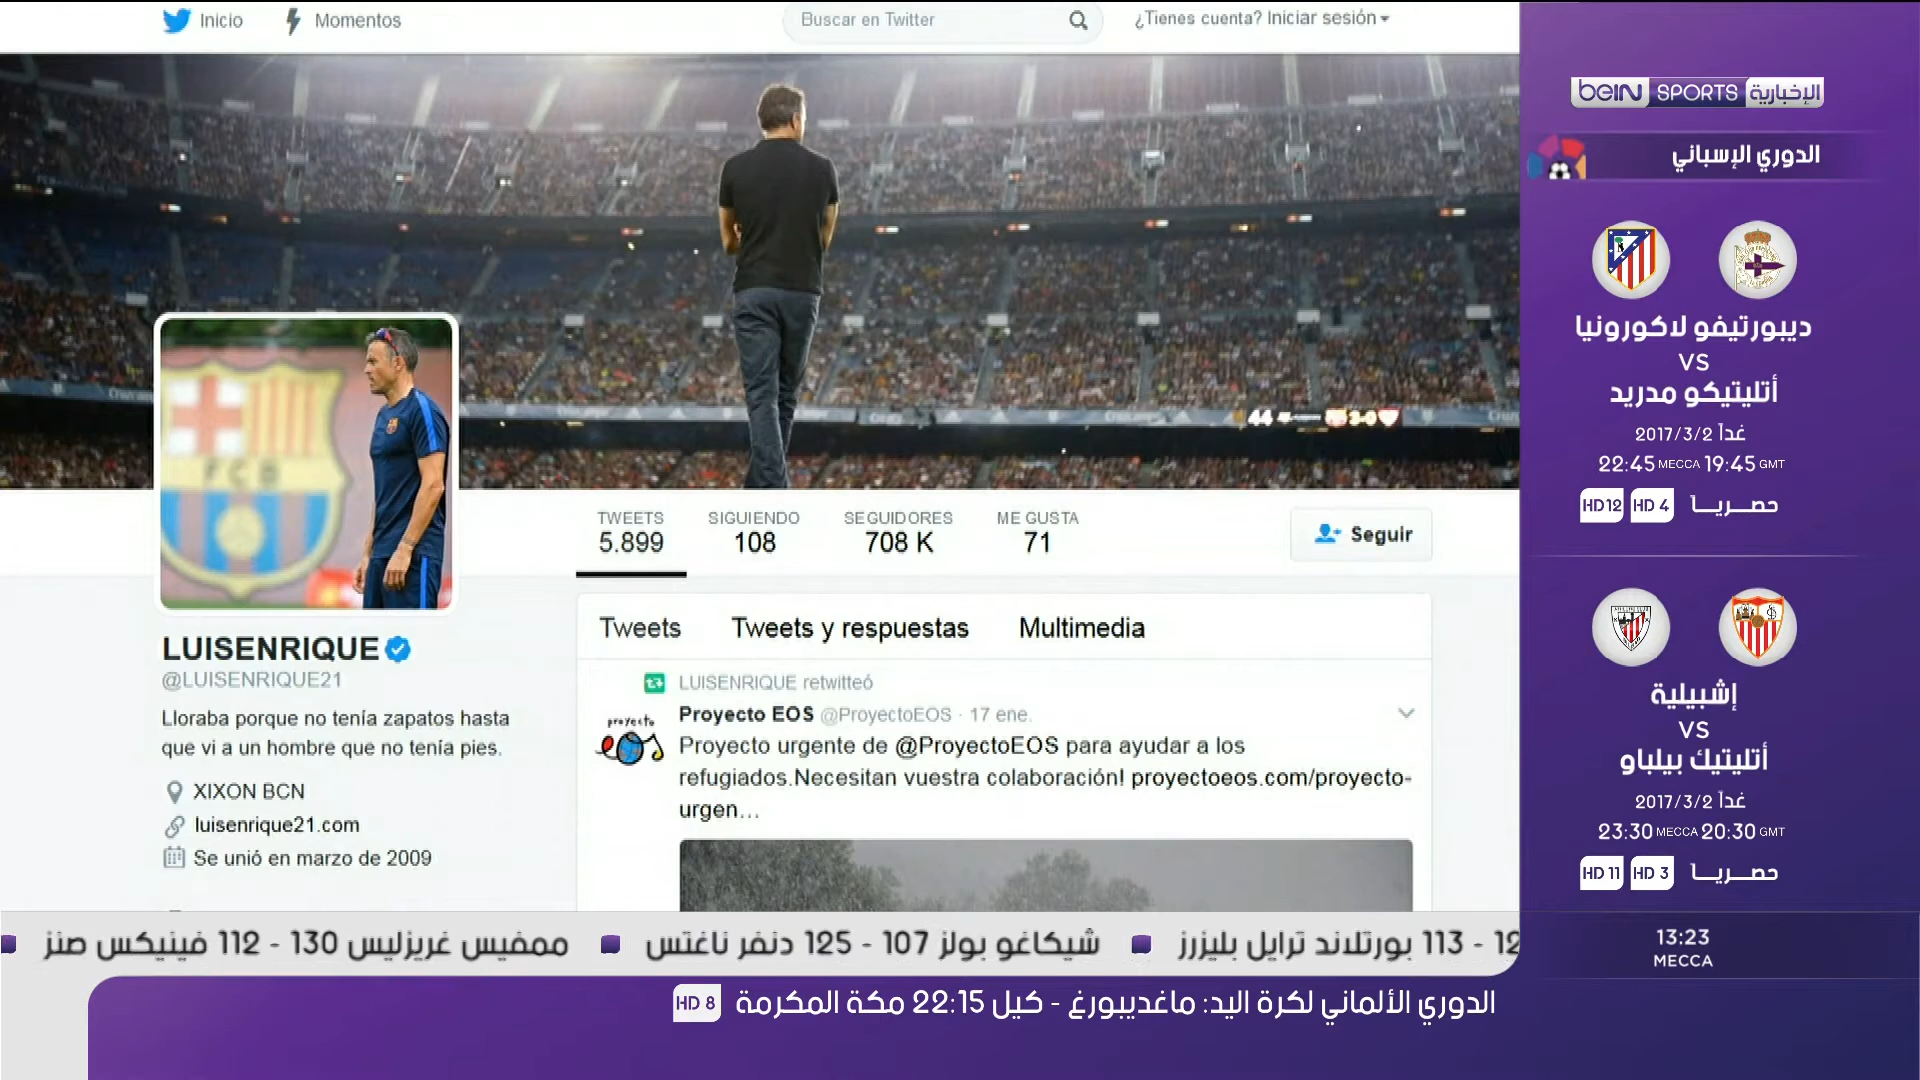 Inicio
Momentos
Buscar en Twitter
¿Tienes cuenta? Iniciar sesión
44
3-0
FCB
TWEETS
5.899
SIGUIENDO
108
SEGUIDORES
708 K
ME GUSTA
71
Seguir
LUISENRIQUE
@LUISENRIQUE21
Lloraba porque no tenía zapatos hasta
que vi a un hombre que no tenía pies.
XIXON BCN
luisenrique21.com
Se unió en marzo de 2009
Tweets
Tweets y respuestas
Multimedia
LUISENRIQUE retwitteó
proyecto
Proyecto EOS @ProyectoEOS · 17 ene.
Proyecto urgente de @ProyectoEOS para ayudar a los
refugiados.Necesitan vuestra colaboración! proyectoeos.com/proyecto-
urgen…
beIN SPORTS الإخبارية
الدوري الإسباني
ديبورتيفو لاكورونيا
VS
أتليتيكو مدريد
غداً 2017/3/2
22:45 MECCA 19:45 GMT
حصريا HD 4 HD12
إشبيلية
VS
أتليتيك بيلباو
غداً 2017/3/2
23:30 MECCA 20:30 GMT
حصريا HD 3 HD 11
13:23
MECCA
12 - 113 بورتلاند ترايل بليزرز ■ شيكاغو بولز 107 - 125 دنفر ناغتس ■ ممفيس غريزليس 130 - 112 فينيكس صنز
الدوري الألماني لكرة اليد: ماغديبورغ - كيل 22:15 مكة المكرمة HD 8